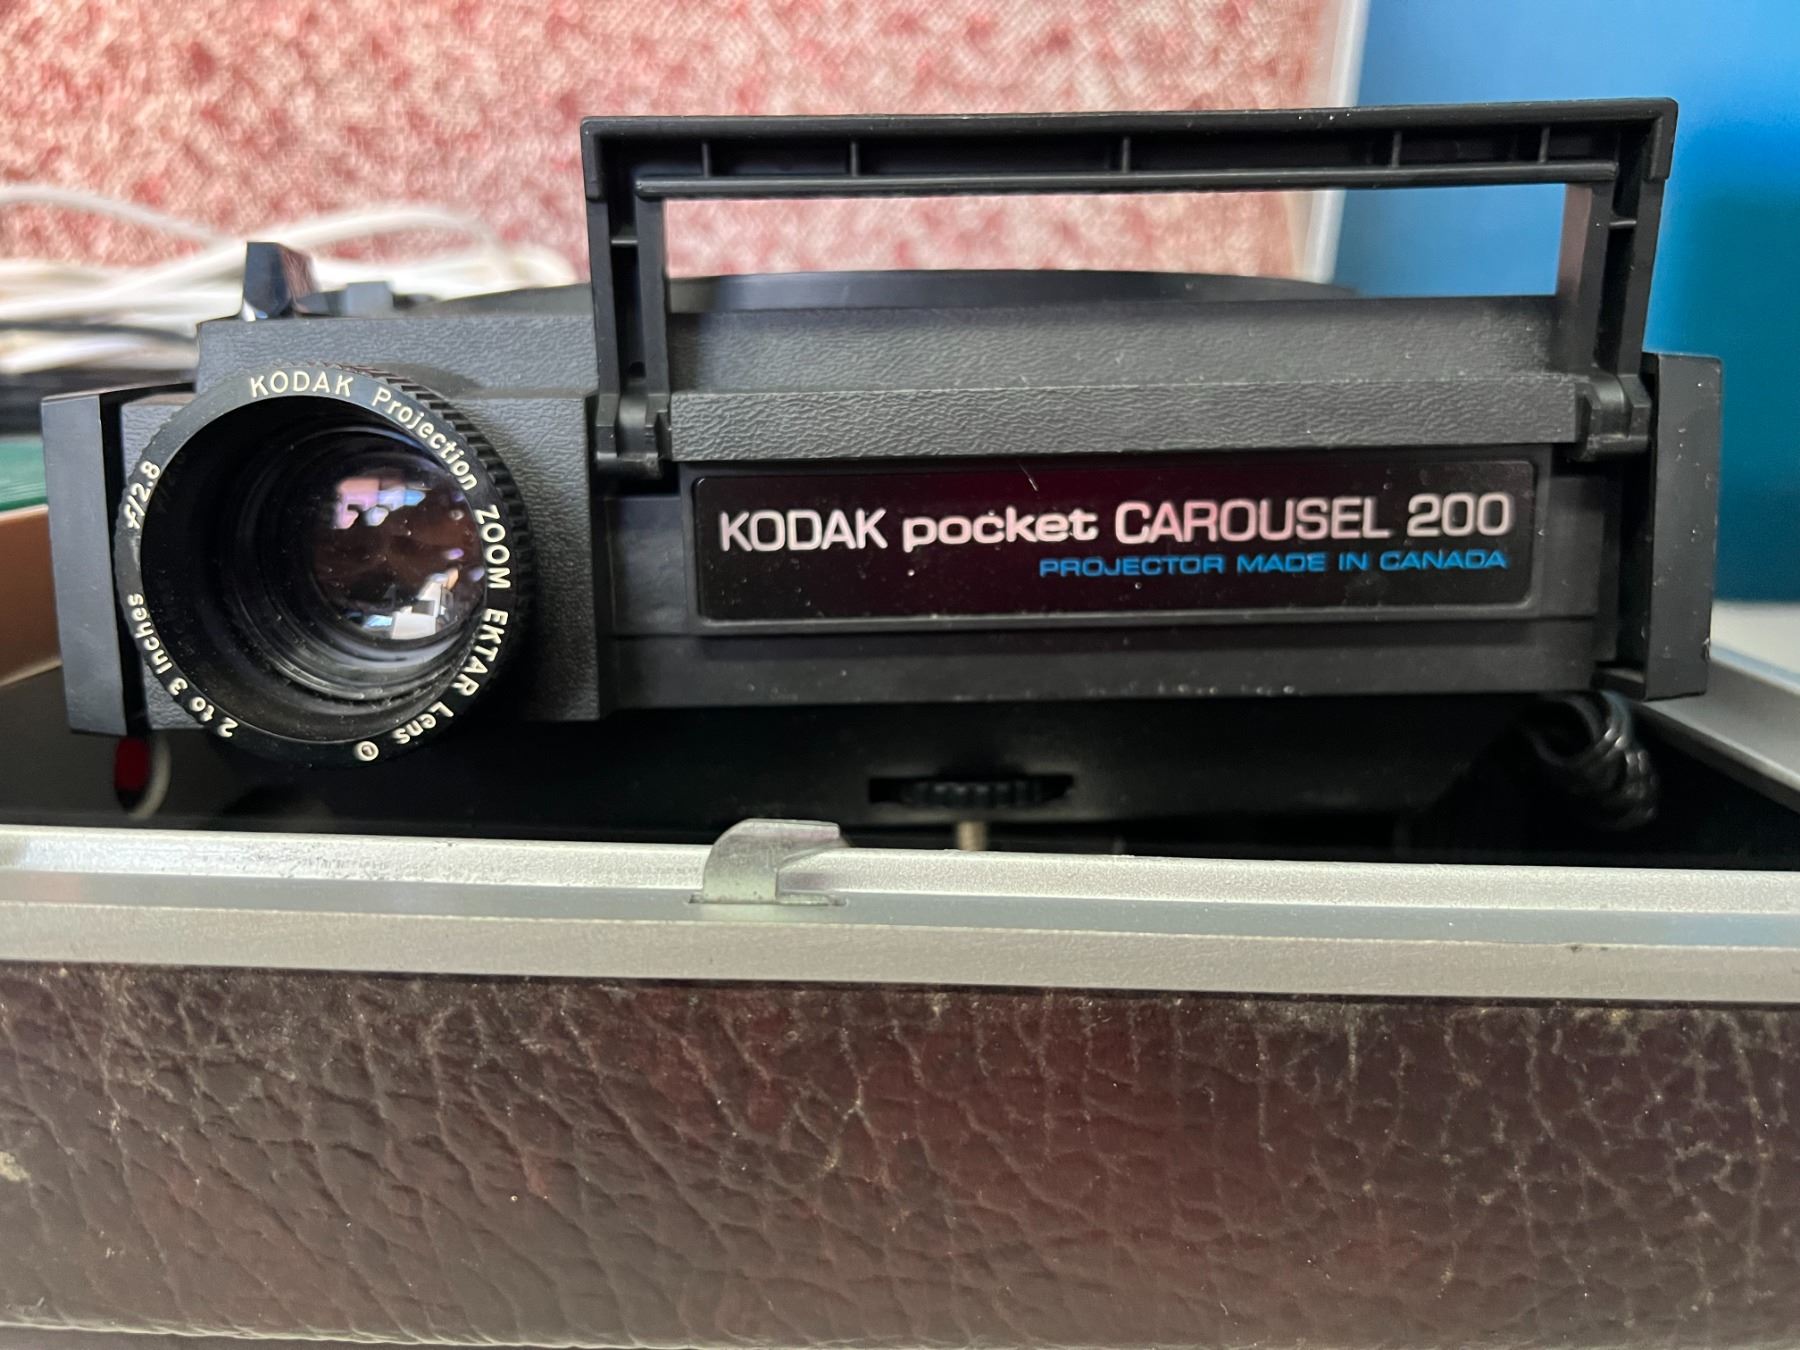 KODAK Projection ZOOM EKTAR Lens Ⓛ
2 to 3 Inches f/2.8
KODAK pocket CAROUSEL 200
PROJECTOR MADE IN CANADA